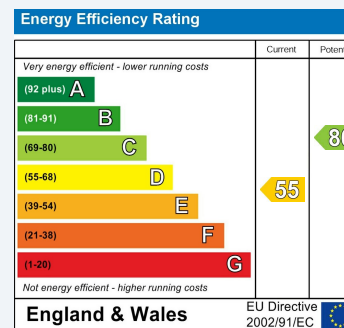 Energy Efficiency Rating
Current
Very energy efficient - lower running costs
(92 plus) A
(81-91) B
(69-80) C
(55-68) D
55
(39-54) E
(21-38) F
(1-20) G
Not energy efficient - higher running costs
England & Wales
EU Directive
2002/91/EC